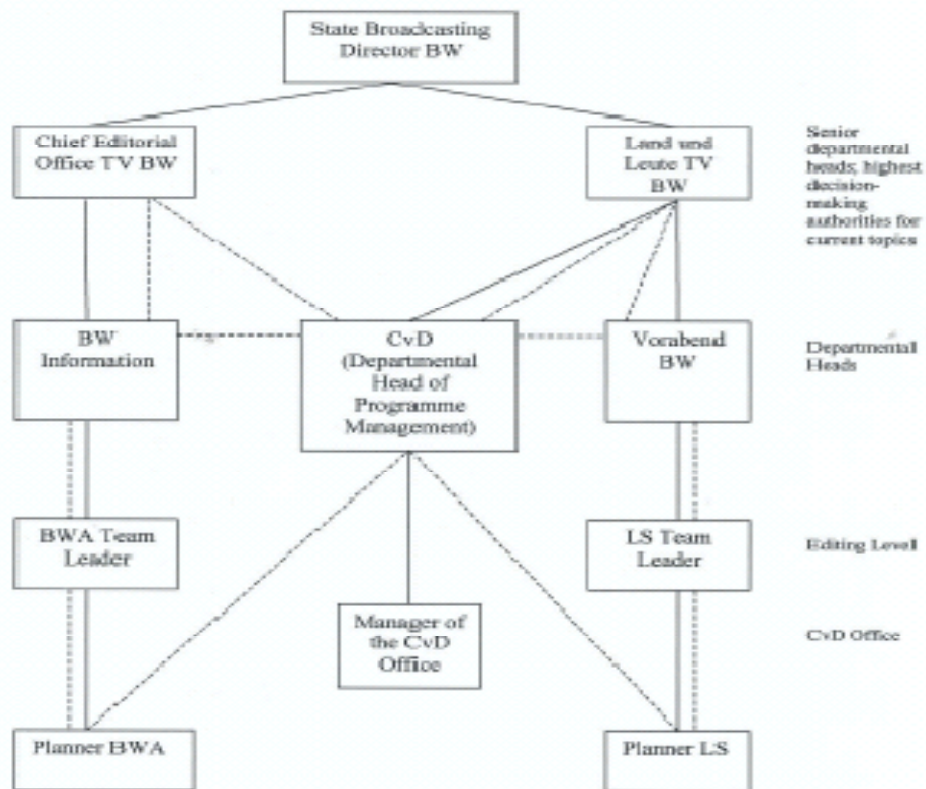 State Broadcasting
Director BW
Chief Editorial
Office TV BW
Land und
Leute TV
BW
Senior
departmental
heads; highest
decision-
making
authorities for
current topics
BW
Information
CvD
(Departmental
Head of
Programme
Management)
Vorabend
BW
Departmental
Heads
BWA Team
Leader
LS Team
Leader
Editing Level
Manager of
the CvD
Office
CvD Office
Planner BWA
Planner LS